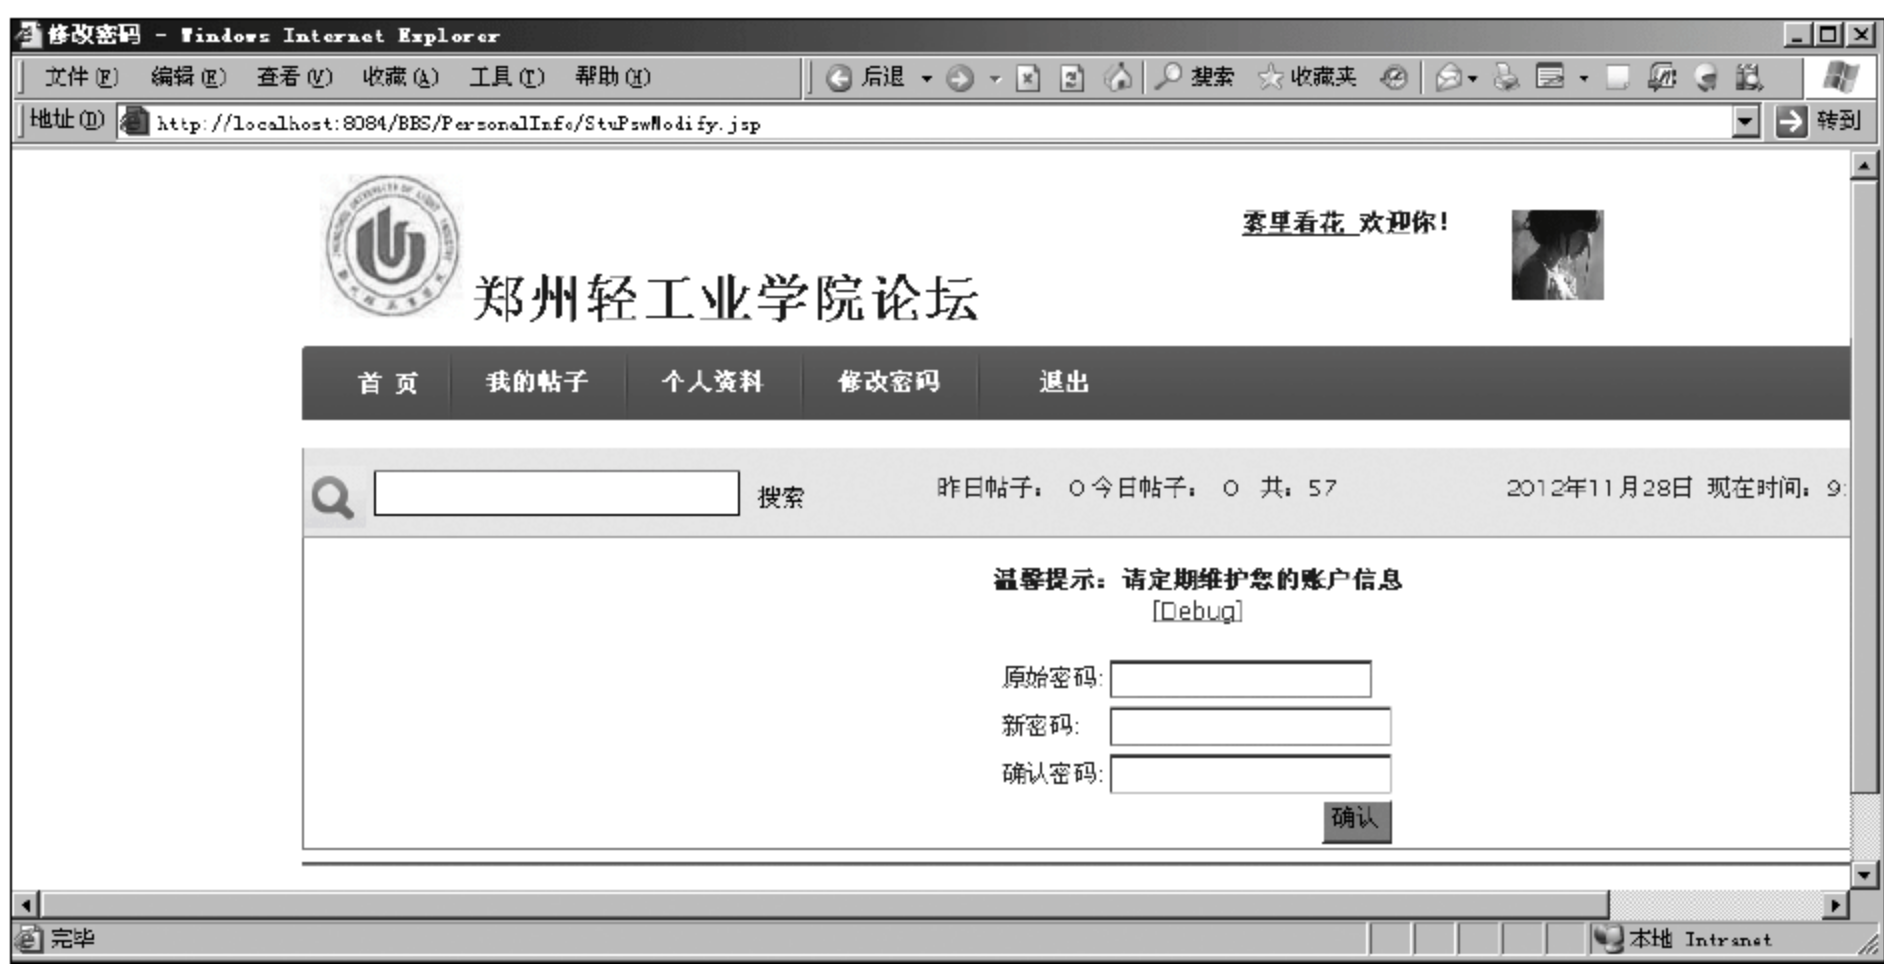 修改密码 - Windows Internet Explorer
文件(F) 编辑(E) 查看(V) 收藏(A) 工具(T) 帮助(H) 后退 搜索 收藏夹
地址(D) http://localhost:8084/BBS/PersonalInfo/StuPswModify.jsp 转到
雾里看花 欢迎你!
郑州轻工业学院论坛
首 页 我的帖子 个人资料 修改密码 退出
搜索 昨日帖子: 0 今日帖子: 0 共: 57 2012年11月28日 现在时间: 9:
温馨提示: 请定期维护您的账户信息
[Debug]
原始密码:
新密码:
确认密码:
确认
完毕 本地 Intranet